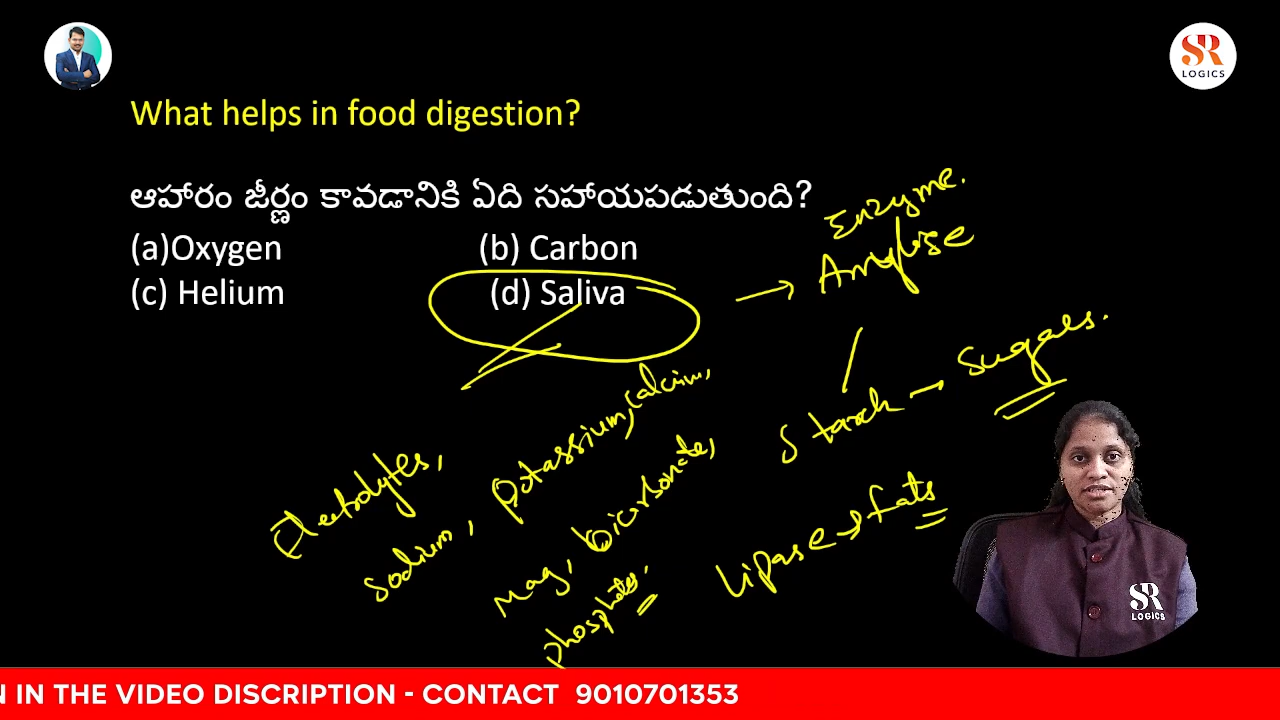 SR
LOGICS
What helps in food digestion?
ఆహారం జీర్ణం కావడానికి ఏది సహాయపడుతుంది?
(a)Oxygen (b) Carbon
(c) Helium (d) Saliva
Enzyme.
Amylase
Starch → Sugars.
Lipase → fats
Electrolytes,
Sodium, Potassium, calcium,
Mag, bicarbonate,
phosphates.
SR
LOGICS
N IN THE VIDEO DISCRIPTION - CONTACT 9010701353